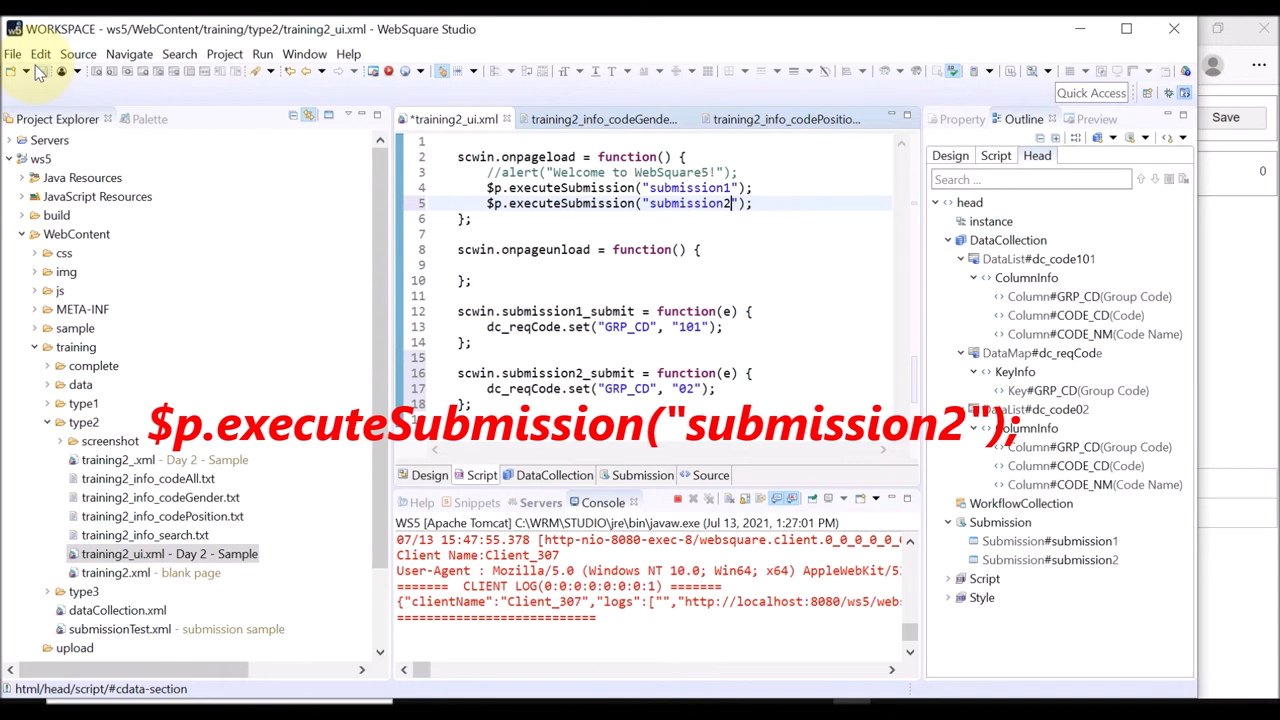 WORKSPACE - ws5/WebContent/training/type2/training2_ui.xml - WebSquare Studio
File Edit Source Navigate Search Project Run Window Help
Quick Access
Project Explorer
Palette
Servers
ws5
Java Resources
JavaScript Resources
build
WebContent
css
img
js
META-INF
sample
training
complete
data
type1
type2
screenshot
training2_.xml - Day 2 - Sample
training2_info_codeAll.txt
training2_info_codeGender.txt
training2_info_codePosition.txt
training2_info_search.txt
training2_ui.xml - Day 2 - Sample
training2.xml - blank page
type3
dataCollection.xml
submissionTest.xml - submission sample
upload
html/head/script/#cdata-section
*training2_ui.xml
training2_info_codeGende...
training2_info_codePositio...
1
2 scwin.onpageload = function() {
3 //alert("Welcome to WebSquare5!");
4 $p.executeSubmission("submission1");
5 $p.executeSubmission("submission2");
6 };
7
8 scwin.onpageunload = function() {
9
10 };
11
12 scwin.submission1_submit = function(e) {
13 dc_reqCode.set("GRP_CD", "101");
14 };
15
16 scwin.submission2_submit = function(e) {
17 dc_reqCode.set("GRP_CD", "02");
18 };
$p.executeSubmission("submission2");
Design Script DataCollection Submission Source
Help Snippets Servers Console
WS5 [Apache Tomcat] C:\WRM\STUDIO\jre\bin\javaw.exe (Jul 13, 2021, 1:27:01 PM)
07/13 15:47:55.378 [http-nio-8080-exec-8/websquare.client.0_0_0_0_0_
Client Name:Client_307
User-Agent : Mozilla/5.0 (Windows NT 10.0; Win64; x64) AppleWebKit/5
======= CLIENT LOG(0:0:0:0:0:0:0:1) =======
{"clientName":"Client_307","logs":["","http://localhost:8080/ws5/webs
==========================
Property Outline Preview
Design Script Head
Search ...
head
instance
DataCollection
DataList#dc_code101
ColumnInfo
Column#GRP_CD(Group Code)
Column#CODE_CD(Code)
Column#CODE_NM(Code Name)
DataMap#dc_reqCode
KeyInfo
Key#GRP_CD(Group Code)
ColumnInfo
Column#GRP_CD(Group Code)
Column#CODE_CD(Code)
Column#CODE_NM(Code Name)
WorkflowCollection
Submission
Submission#submission1
Submission#submission2
Script
Style
Save
0